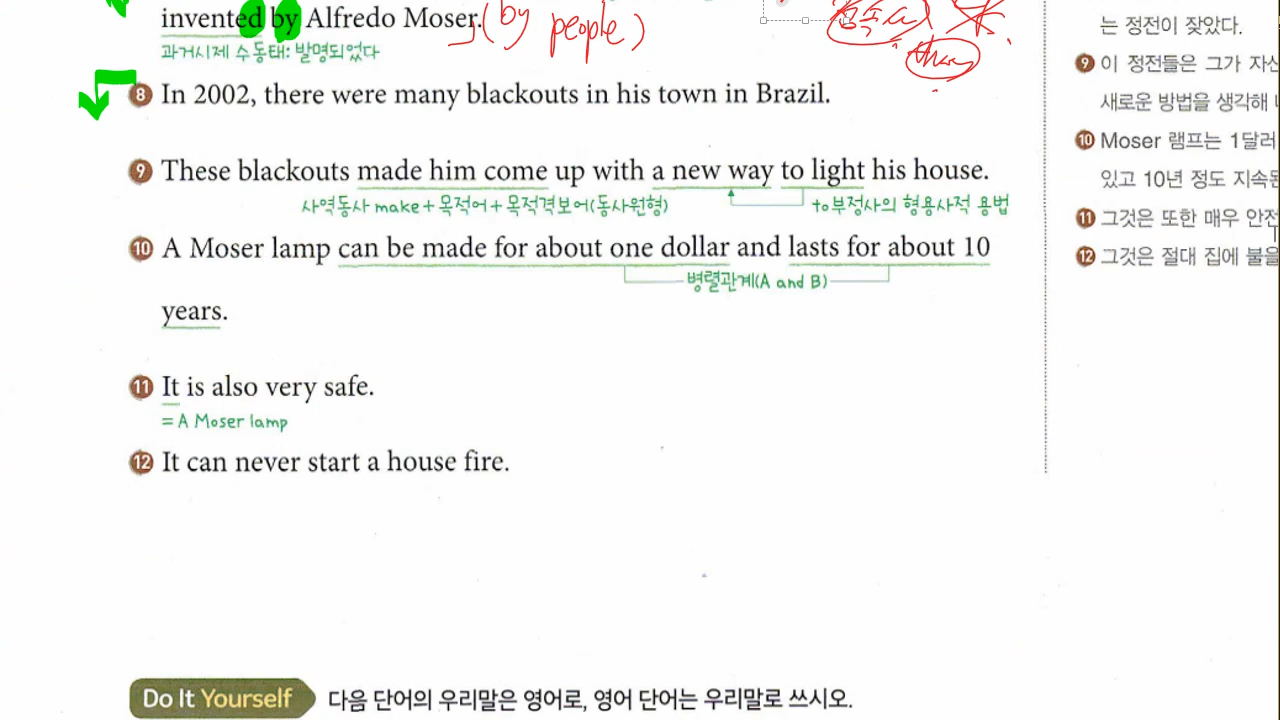 invented by Alfredo Moser.
(by people)
과거시제 수동태: 발명되었다
❽ In 2002, there were many blackouts in his town in Brazil.
❾ These blackouts made him come up with a new way to light his house.
사역동사 make+목적어+목적격보어(동사원형)
to부정사의 형용사적 용법
❿ A Moser lamp can be made for about one dollar and lasts for about 10
병렬관계(A and B)
years.
⓫ It is also very safe.
= A Moser lamp
⓬ It can never start a house fire.
는 정전이 잦았다.
❾ 이 정전들은 그가 자신
새로운 방법을 생각해
❿ Moser 램프는 1달러
있고 10년 정도 지속된
⓫ 그것은 또한 매우 안전
⓬ 그것은 절대 집에 불을
Do It Yourself 다음 단어의 우리말은 영어로, 영어 단어는 우리말로 쓰시오.